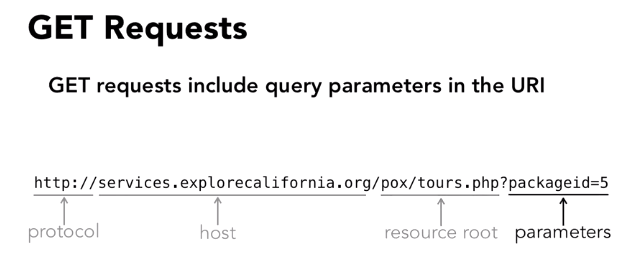 GET Requests
GET requests include query parameters in the URI
http://services.explorecalifornia.org/pox/tours.php?packageid=5
protocol host resource root parameters